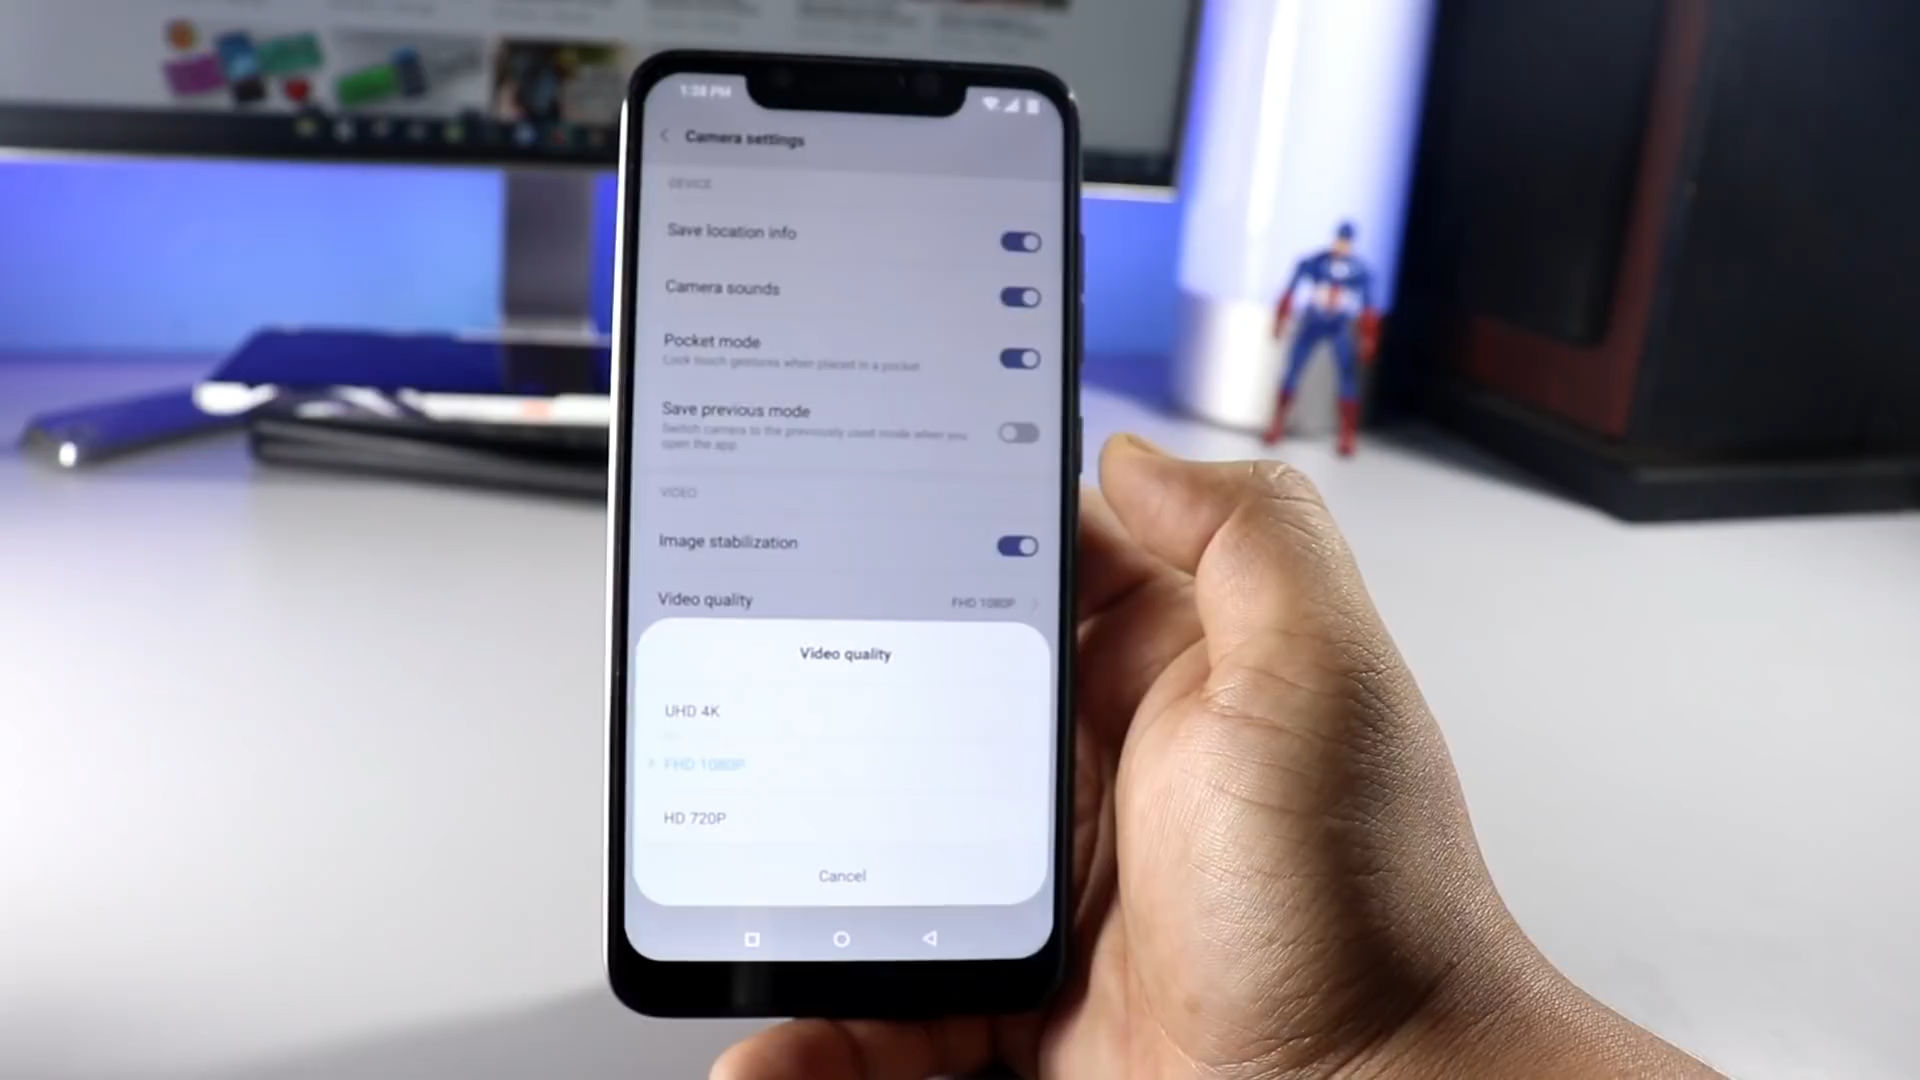 1:28 PM
Camera settings
DEVICE
Save location info
Camera sounds
Pocket mode
Lock touch gestures when placed in a pocket
Save previous mode
Switch camera to the previously used mode when you
open the app
VIDEO
Image stabilization
Video quality FHD 1080P
Video quality
UHD 4K
FHD 1080P
HD 720P
Cancel